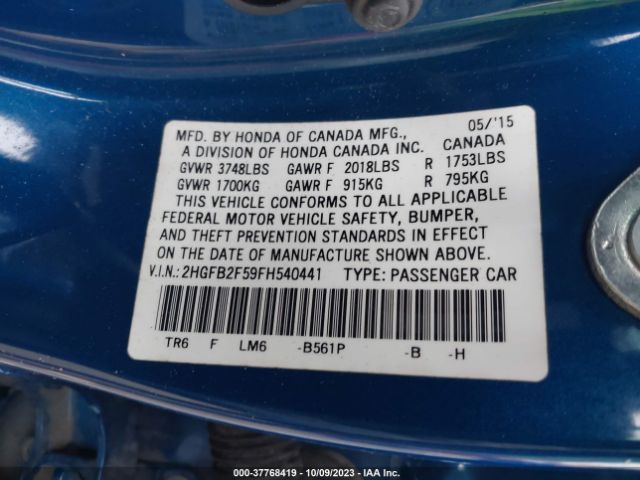 05/'15
MFD. BY HONDA OF CANADA MFG.,
A DIVISION OF HONDA CANADA INC. CANADA
GVWR 3748LBS GAWR F 2018LBS R 1753LBS
GVWR 1700KG GAWR F 915KG R 795KG
THIS VEHICLE CONFORMS TO ALL APPLICABLE
FEDERAL MOTOR VEHICLE SAFETY, BUMPER,
AND THEFT PREVENTION STANDARDS IN EFFECT
ON THE DATE OF MANUFACTURE SHOWN ABOVE.
V.I.N.: 2HGFB2F59FH540441 TYPE: PASSENGER CAR
TR6 F LM6 -B561P -B -H
000-37768419 - 10/09/2023 - IAA Inc.